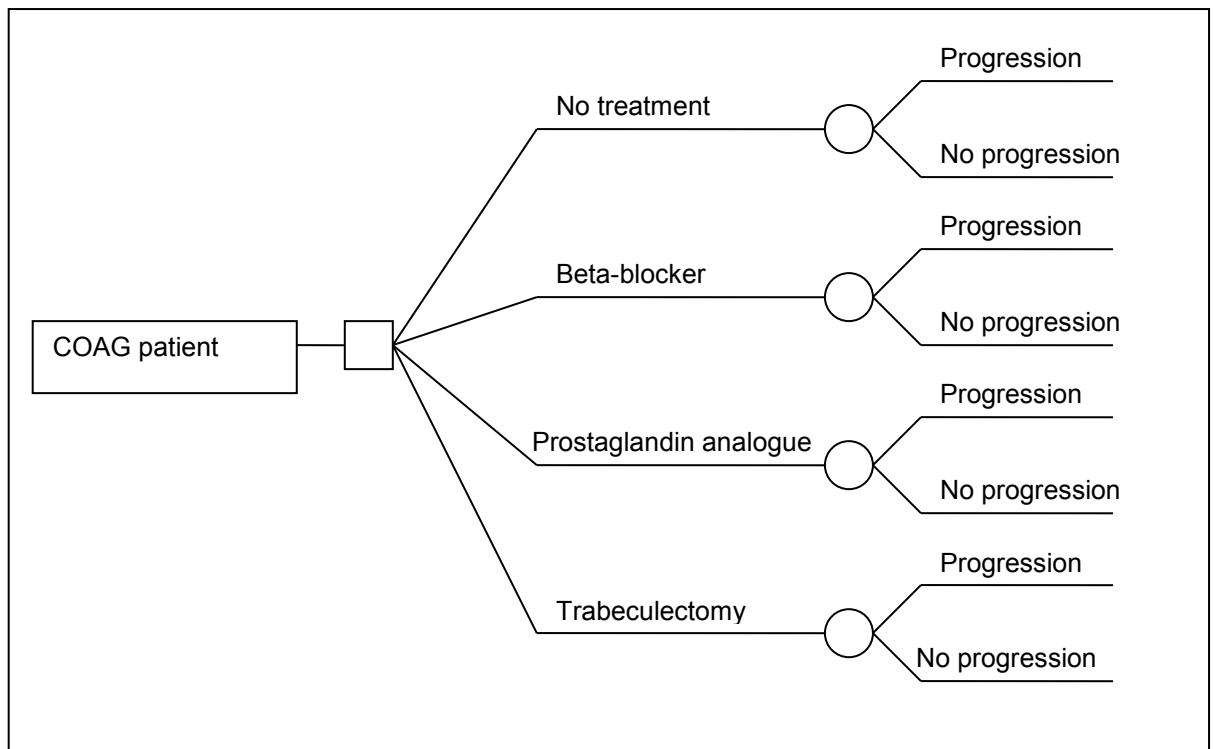 Progression
No treatment
No progression
Progression
Beta-blocker
No progression
COAG patient
Progression
Prostaglandin analogue
No progression
Progression
Trabeculectomy
No progression